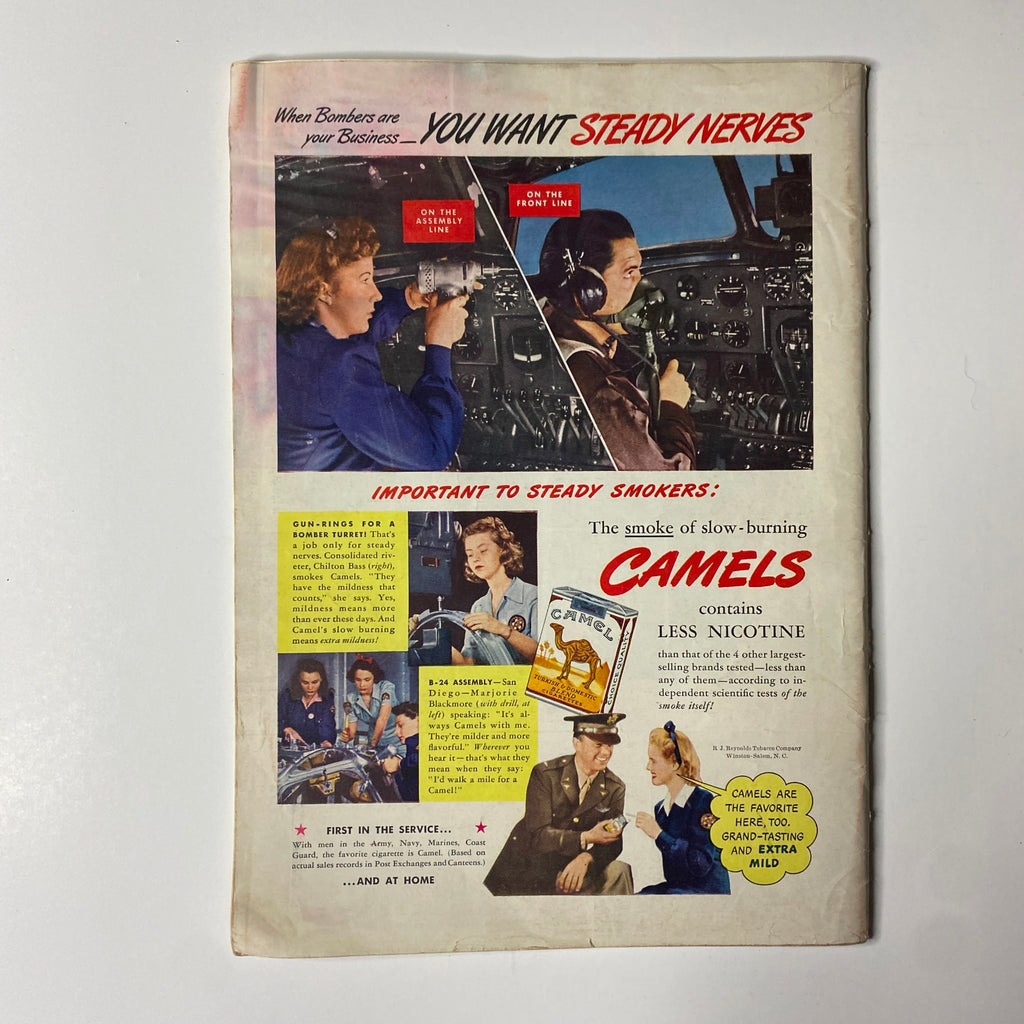 When Bombers are
your Business — YOU WANT STEADY NERVES
ON THE
ASSEMBLY
LINE
ON THE
FRONT LINE
IMPORTANT TO STEADY SMOKERS:
GUN-RINGS FOR A
BOMBER TURRET! That's
a job only for steady
nerves. Consolidated riv-
eter, Chilton Bass (right),
smokes Camels. "They
have the mildness that
counts," she says. Yes,
mildness means more
than ever these days. And
Camel's slow burning
means extra mildness!
B-24 ASSEMBLY—San
Diego—Marjorie
Blackmore (with drill, at
left) speaking: "It's al-
ways Camels with me.
They're milder and more
flavorful." Wherever you
hear it—that's what they
mean when they say:
"I'd walk a mile for a
Camel!"
The smoke of slow-burning
CAMELS
contains
LESS NICOTINE
than that of the 4 other largest-
selling brands tested—less than
any of them—according to in-
dependent scientific tests of the
smoke itself!
CAMEL
TURKISH & DOMESTIC
BLEND
CIGARETTES
CHOICE QUALITY
R. J. Reynolds Tobacco Company
Winston-Salem, N. C.
CAMELS ARE
THE FAVORITE
HERE, TOO.
GRAND-TASTING
AND EXTRA
MILD
FIRST IN THE SERVICE...
With men in the Army, Navy, Marines, Coast
Guard, the favorite cigarette is Camel. (Based on
actual sales records in Post Exchanges and Canteens.)
...AND AT HOME